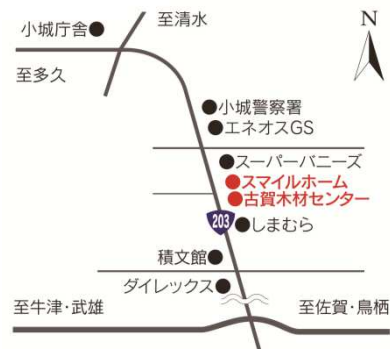 至清水
N
小城庁舎
至多久
小城警察署
エネオスGS
スーパーバニーズ
スマイルホーム
古賀木材センター
203
しまむら
積文館
ダイレックス
至牛津・武雄
至佐賀・鳥栖